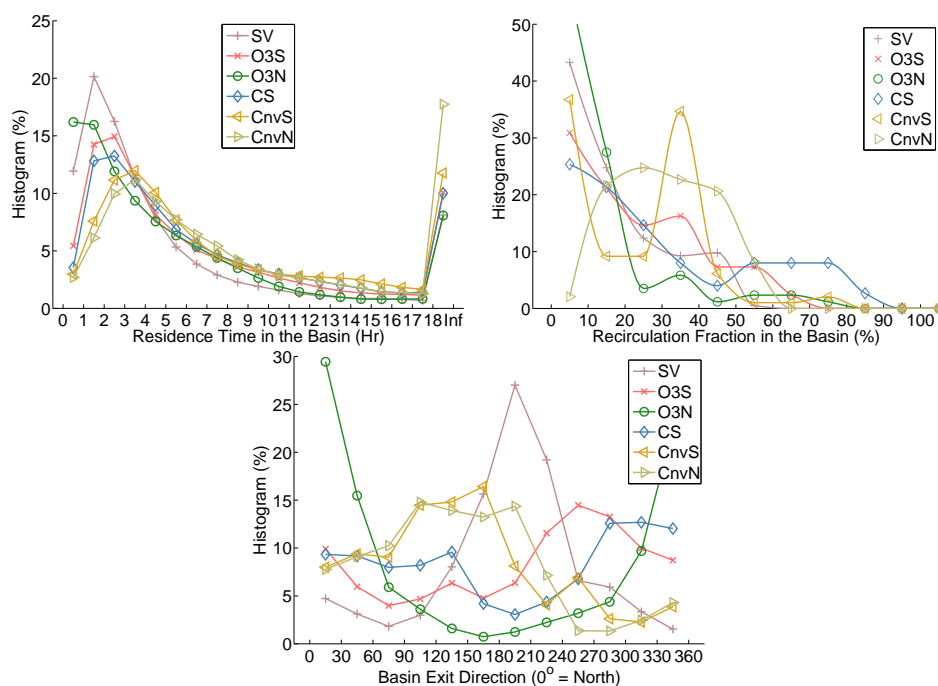 25
20
15
10
5
0
Histogram (%)
0 1 2 3 4 5 6 7 8 9 10 11 12 13 14 15 16 17 18 Inf
Residence Time in the Basin (Hr)
SV
O3S
O3N
CS
CnvS
CnvN
50
40
30
20
10
0
Histogram (%)
0 10 20 30 40 50 60 70 80 90 100
Recirculation Fraction in the Basin (%)
SV
O3S
O3N
CS
CnvS
CnvN
30
25
20
15
10
5
0
Histogram (%)
0 30 60 90 120 150 180 210 240 270 300 330 360
Basin Exit Direction (0° = North)
SV
O3S
O3N
CS
CnvS
CnvN